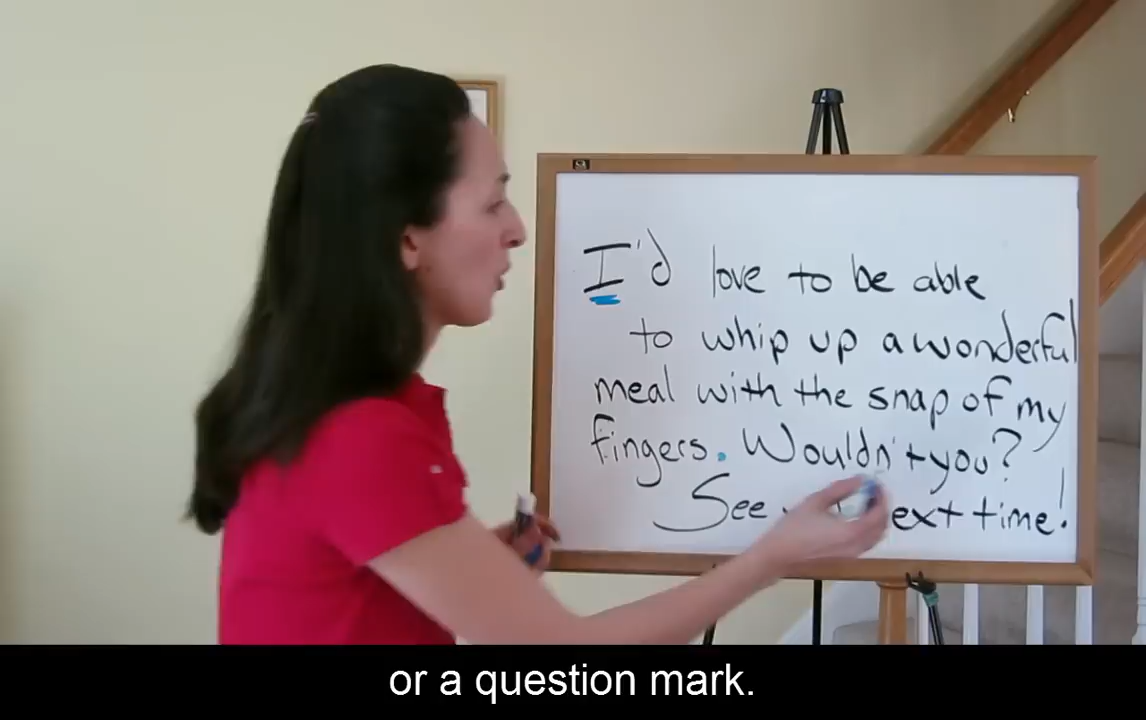 I'd love to be able
to whip up a wonderful
meal with the snap of my
fingers. Wouldn't you?
See time!
or a question mark.